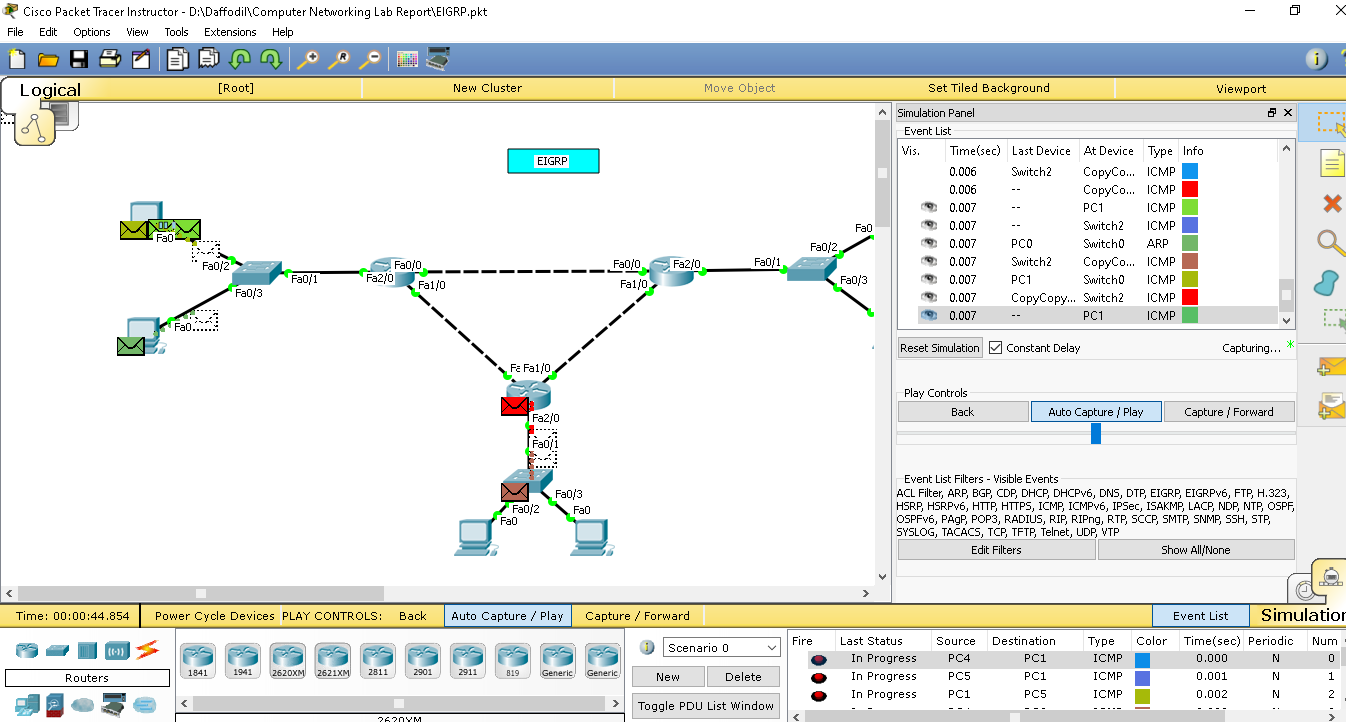 Cisco Packet Tracer Instructor - D:\Daffodil\Computer Networking Lab Report\EIGRP.pkt
File Edit Options View Tools Extensions Help
Logical [Root] New Cluster Move Object Set Tiled Background Viewport
EIGRP
Fa0
Fa0/2
Fa0/1
Fa0/3
Fa0
Fa0/0
Fa2/0
Fa1/0
Fa0/0
Fa2/0
Fa1/0
Fa0/1
Fa0/2
Fa0
Fa0/3
Fa1/0
Fa2/0
Fa0/1
Fa0/2
Fa0/3
Fa0
Fa0
Simulation Panel
Event List
Vis. Time(sec) Last Device At Device Type Info
0.006 Switch2 CopyCo... ICMP
0.006 -- CopyCo... ICMP
0.007 -- PC1 ICMP
0.007 -- Switch2 ICMP
0.007 PC0 Switch0 ARP
0.007 Switch2 CopyCo... ICMP
0.007 PC1 Switch0 ICMP
0.007 CopyCopy... Switch2 ICMP
0.007 -- PC1 ICMP
Reset Simulation Constant Delay Capturing...
Play Controls
Back Auto Capture / Play Capture / Forward
Event List Filters - Visible Events
ACL Filter, ARP, BGP, CDP, DHCP, DHCPv6, DNS, DTP, EIGRP, EIGRPv6, FTP, H.323,
HSRP, HSRPv6, HTTP, HTTPS, ICMP, ICMPv6, IPSec, ISAKMP, LACP, NDP, NTP, OSPF,
OSPFv6, PAgP, POP3, RADIUS, RIP, RIPng, RTP, SCCP, SMTP, SNMP, SSH, STP,
SYSLOG, TACACS, TCP, TFTP, Telnet, UDP, VTP
Edit Filters Show All/None
Time: 00:00:44.854 Power Cycle Devices PLAY CONTROLS: Back Auto Capture / Play Capture / Forward Event List Simulation
Routers
1841 1941 2620XM 2621XM 2811 2901 2911 819 Generic Generic
2620XM
Scenario 0
New Delete
Toggle PDU List Window
Fire Last Status Source Destination Type Color Time(sec) Periodic Num
In Progress PC4 PC1 ICMP 0.000 N 0
In Progress PC5 PC1 ICMP 0.001 N 1
In Progress PC1 PC5 ICMP 0.002 N 2